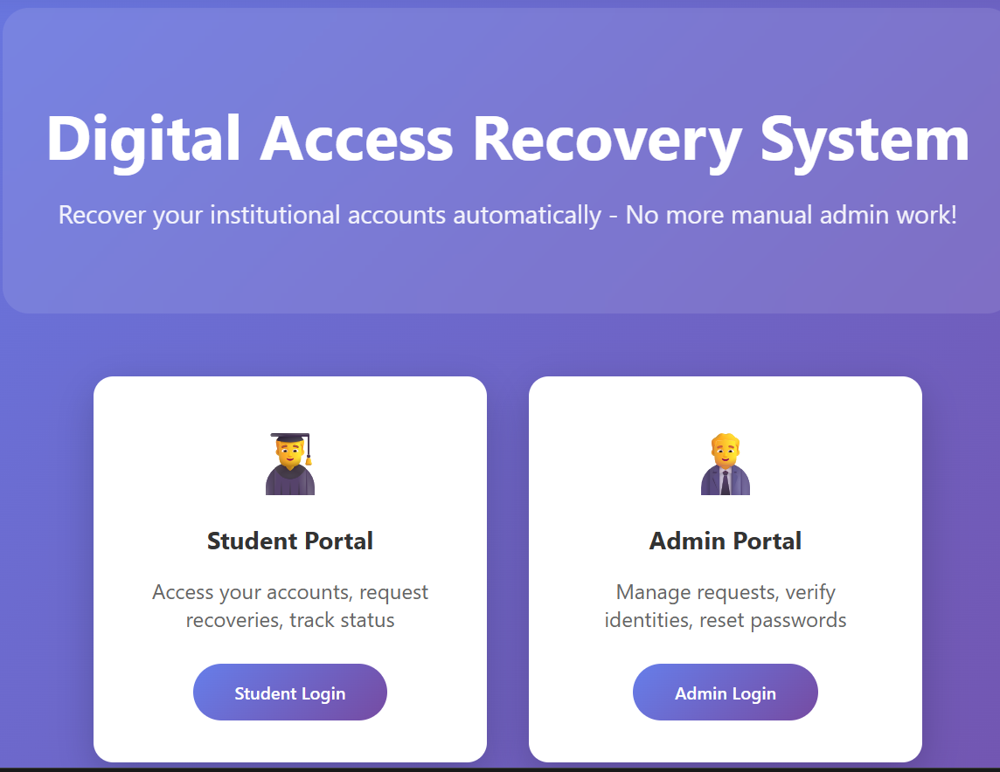 Digital Access Recovery System
Recover your institutional accounts automatically - No more manual admin work!
Student Portal
Access your accounts, request
recoveries, track status
Student Login
Admin Portal
Manage requests, verify
identities, reset passwords
Admin Login